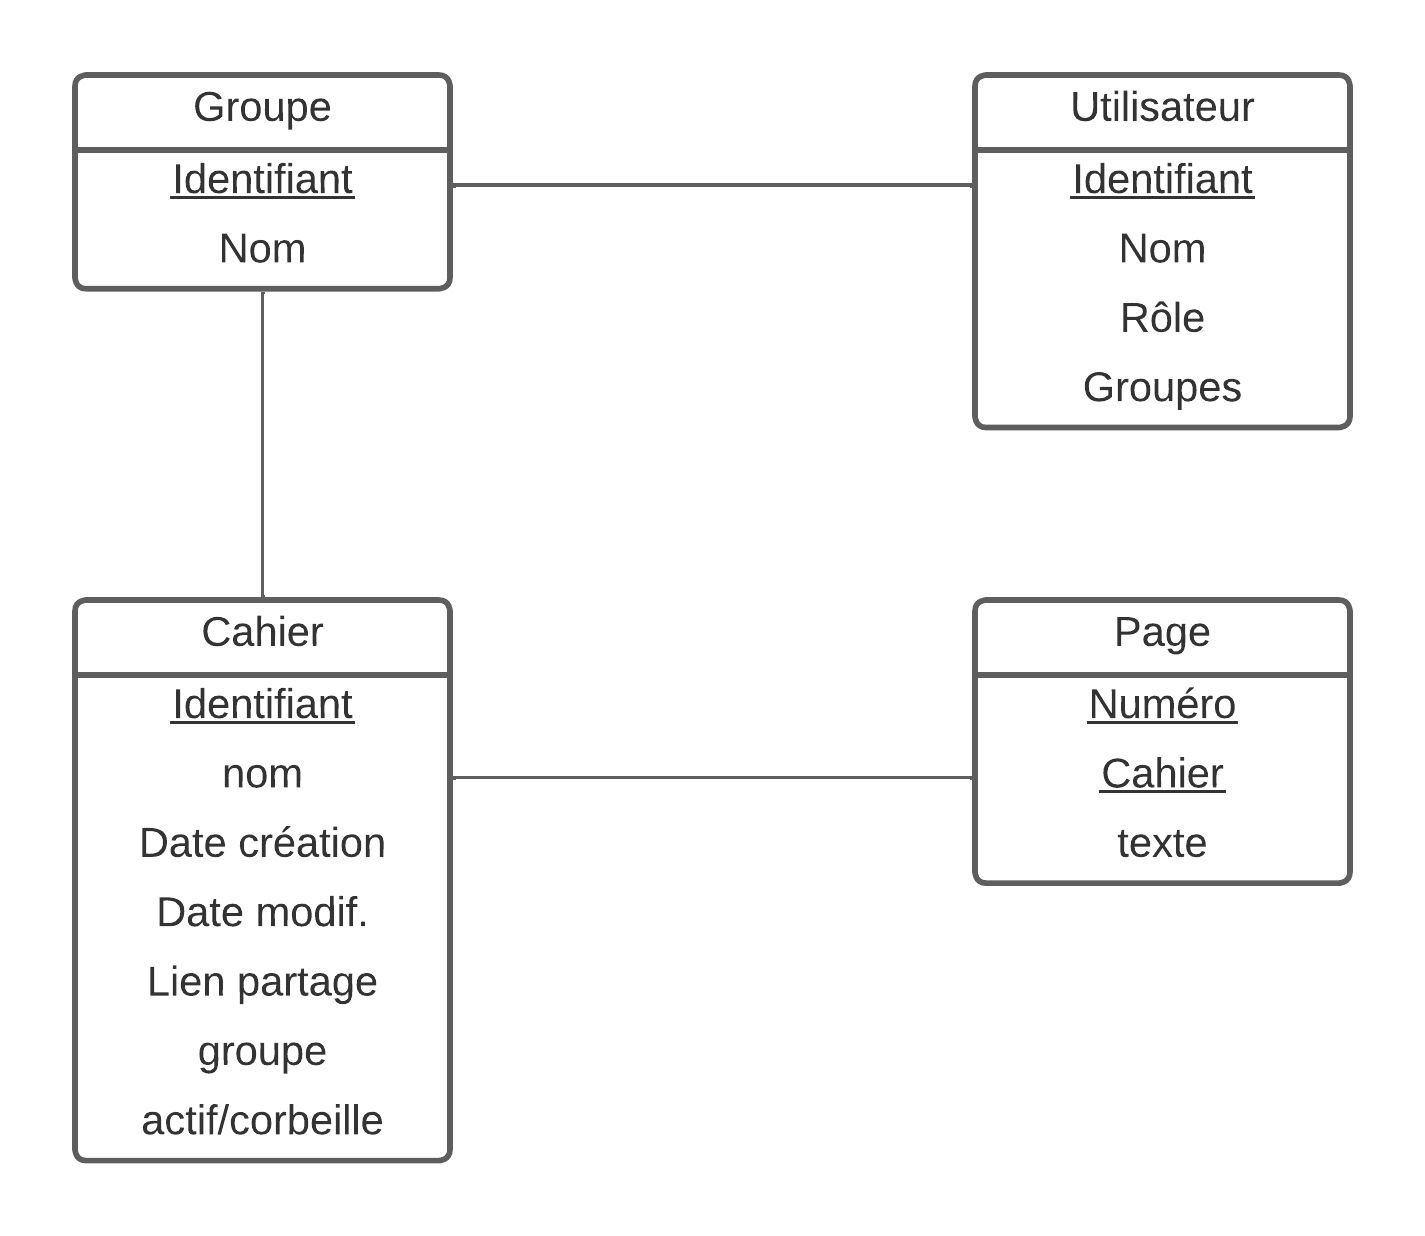 Groupe
Identifiant
Nom
Utilisateur
Identifiant
Nom
Rôle
Groupes
Cahier
Identifiant
nom
Date création
Date modif.
Lien partage
groupe
actif/corbeille
Page
Numéro
Cahier
texte